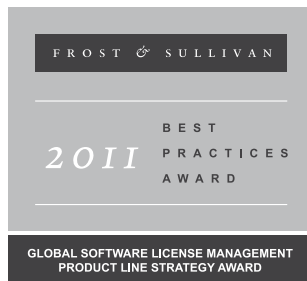 FROST & SULLIVAN
2011
BEST
PRACTICES
AWARD
GLOBAL SOFTWARE LICENSE MANAGEMENT
PRODUCT LINE STRATEGY AWARD